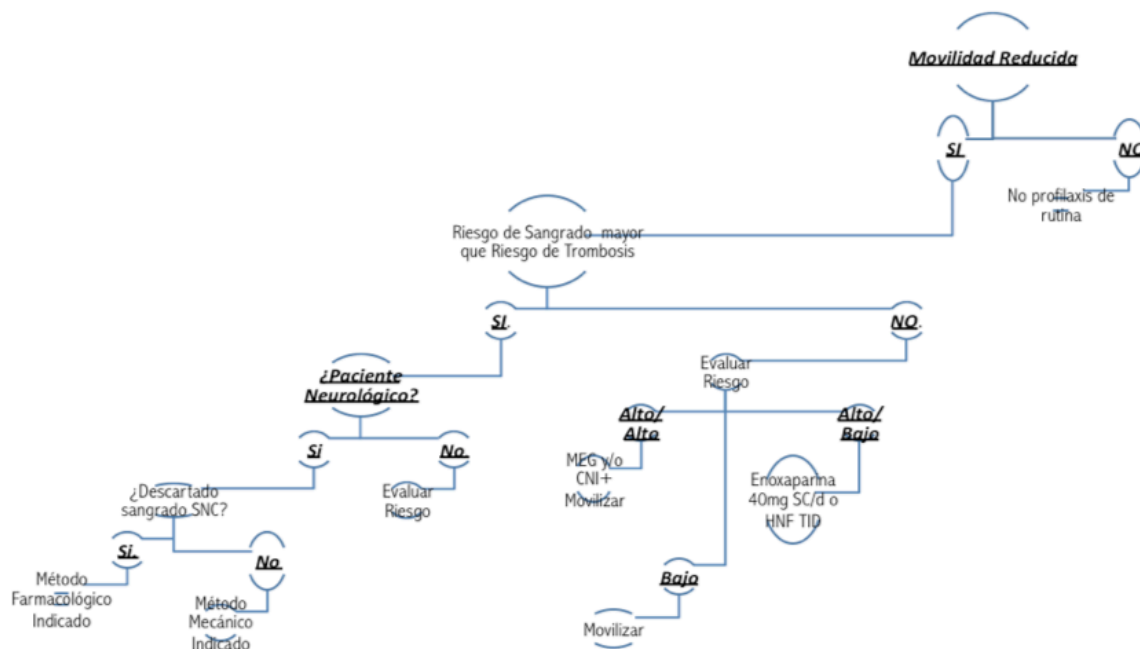 Movilidad Reducida
SI
NO
No profilaxis de
rutina
Riesgo de Sangrado mayor
que Riesgo de Trombosis
SI.
NO.
¿Paciente
Neurológico?
Evaluar
Riesgo
Si
No
Alto/
Alto
Alto/
Bajo
¿Descartado
sangrado SNC?
Evaluar
Riesgo
MEG y/o
CNI+
Movilizar
Enoxaparina
40mg SC/d o
HNF TID
Si.
No
Método
Farmacológico
Indicado
Método
Mecánico
Indicado
Bajo
Movilizar